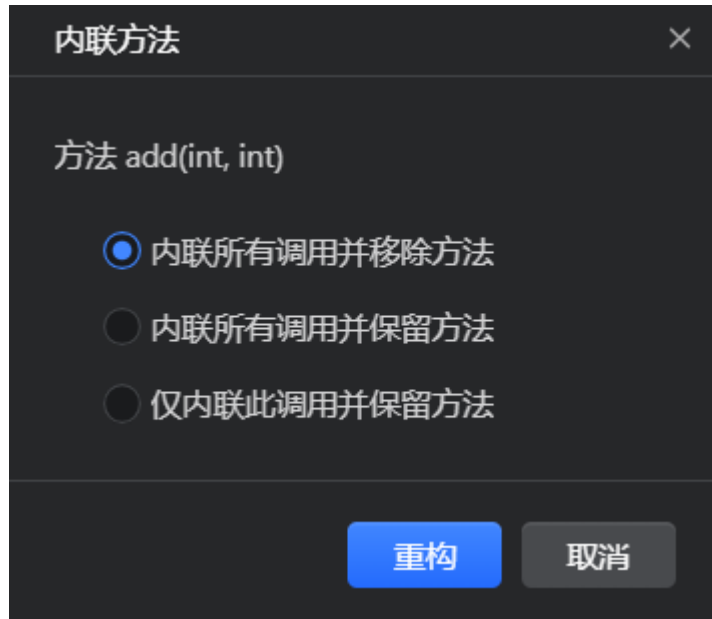 内联方法
方法 add(int, int)
内联所有调用并移除方法
内联所有调用并保留方法
仅内联此调用并保留方法
重构 取消